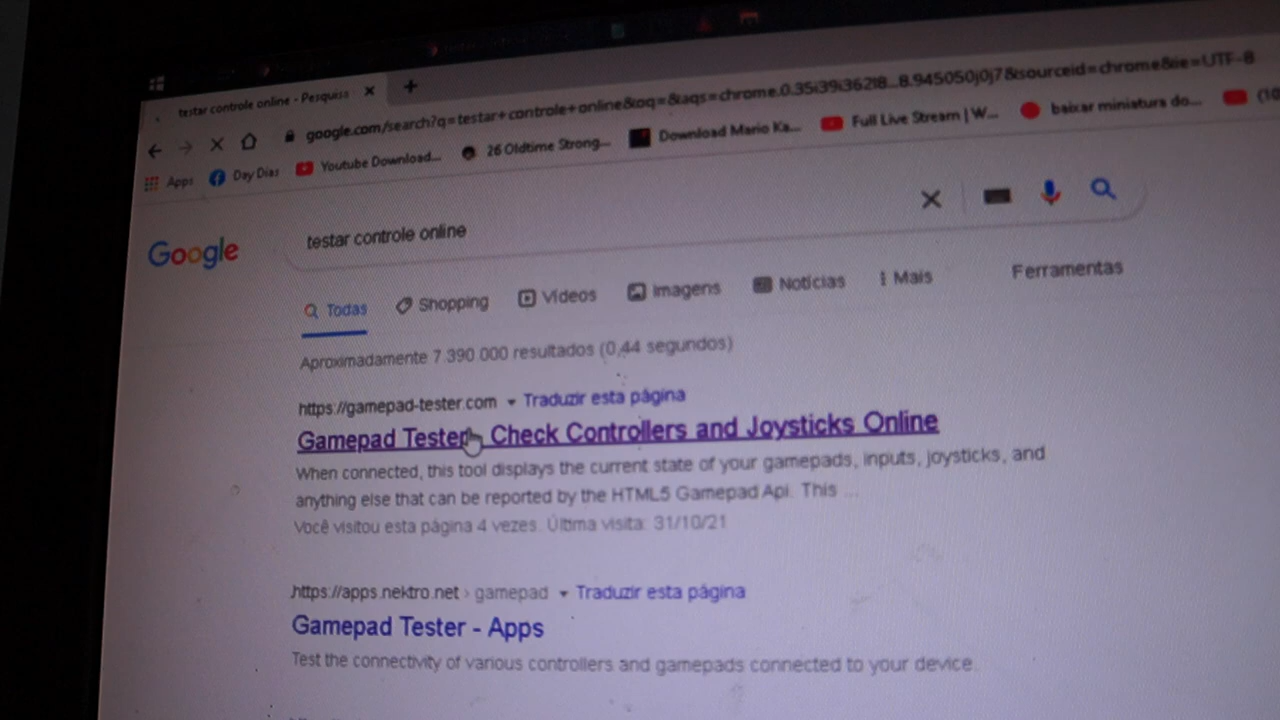 testar controle online - Pesquisa
google.com/search?q=testar+controle+online&oq=&aqs=chrome.0.35i39i362l8...8.945050j0j7&sourceid=chrome&ie=UTF-8
Apps Day Dias Youtube Download... 26 Oldtime Strong... Download Mario Ka... Full Live Stream | W... baixar miniatura do... (10
Google testar controle online
Todas Shopping Vídeos Imagens Notícias Mais Ferramentas
Aproximadamente 7.390.000 resultados (0,44 segundos)
https://gamepad-tester.com Traduzir esta página
Gamepad Tester - Check Controllers and Joysticks Online
When connected, this tool displays the current state of your gamepads, inputs, joysticks, and
anything else that can be reported by the HTML5 Gamepad Api. This ...
Você visitou esta página 4 vezes. Última visita: 31/10/21
https://apps.nektro.net › gamepad Traduzir esta página
Gamepad Tester - Apps
Test the connectivity of various controllers and gamepads connected to your device.